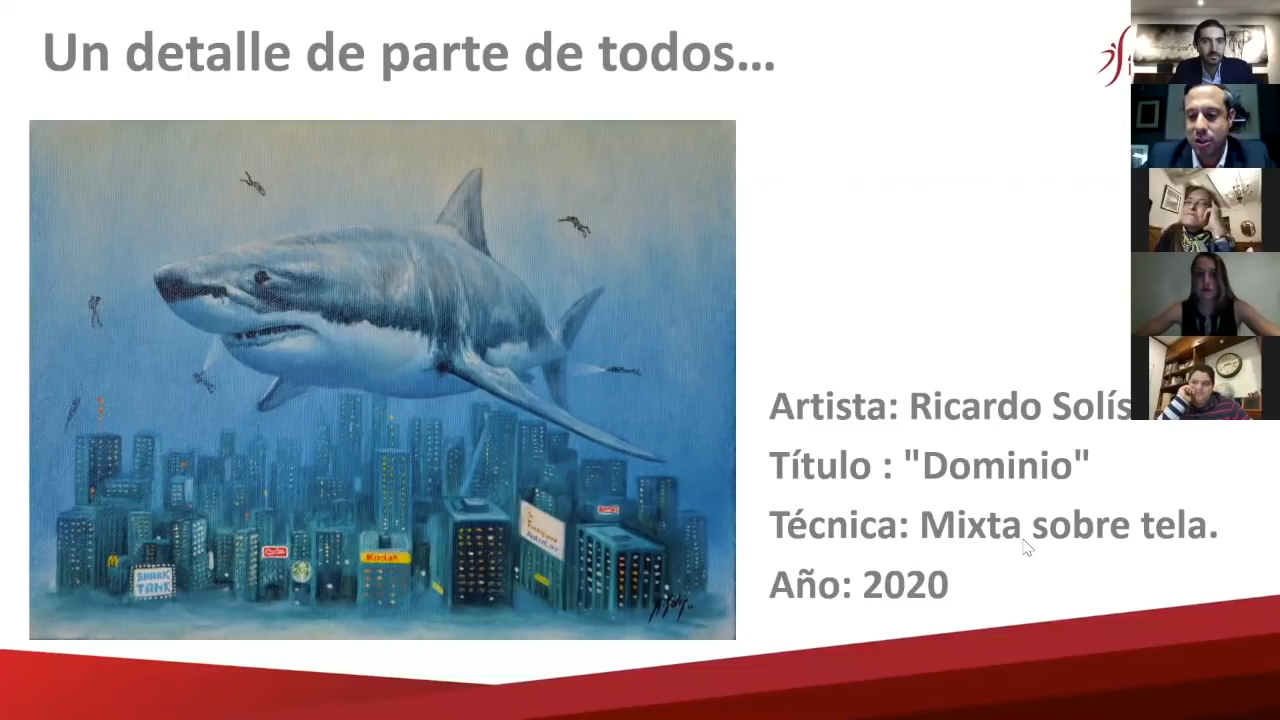 Un detalle de parte de todos...
Artista: Ricardo Solís
Título : "Dominio"
Técnica: Mixta sobre tela.
Año: 2020
SHARK
TANK
Kodak